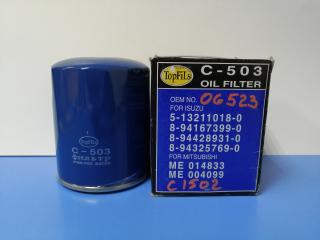 TopFils
C-503
фильтр
TopFils
C-503
OIL FILTER
OEM NO. OG523
FOR ISUZU
5-13211018-0
8-94167399-0
8-94428931-0
8-94325769-0
FOR MITSUBISHI
ME 014833
ME 004099
C1502